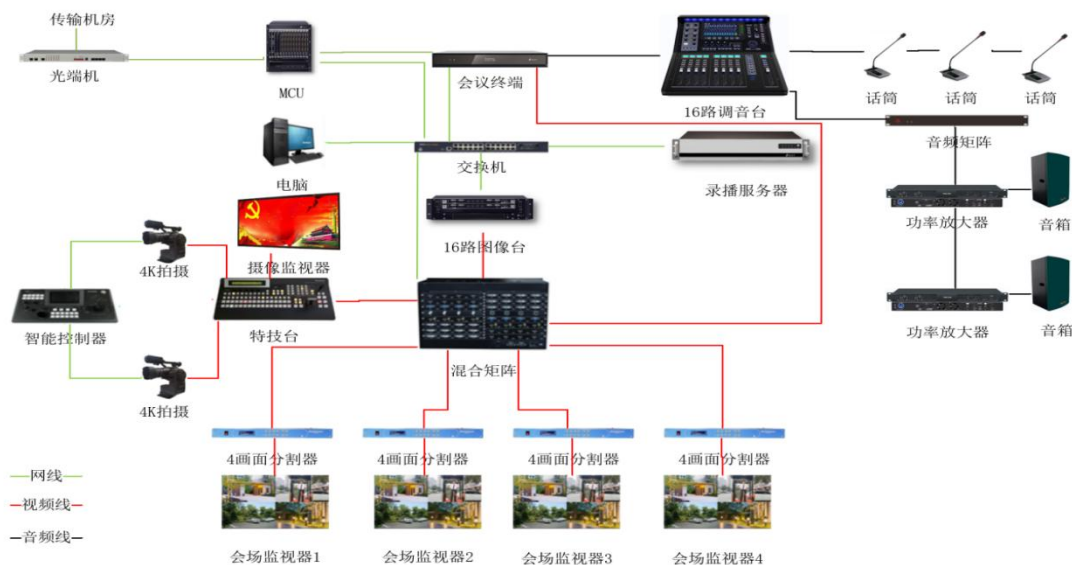 传输机房
光端机
MCU
会议终端
16路调音台
话筒
话筒
话筒
音频矩阵
电脑
交换机
录播服务器
功率放大器
音箱
4K拍摄
摄像监视器
16路图像台
智能控制器
特技台
功率放大器
音箱
混合矩阵
4K拍摄
4画面分割器
4画面分割器
4画面分割器
4画面分割器
网线
视频线
音频线
会场监视器1
会场监视器2
会场监视器3
会场监视器4